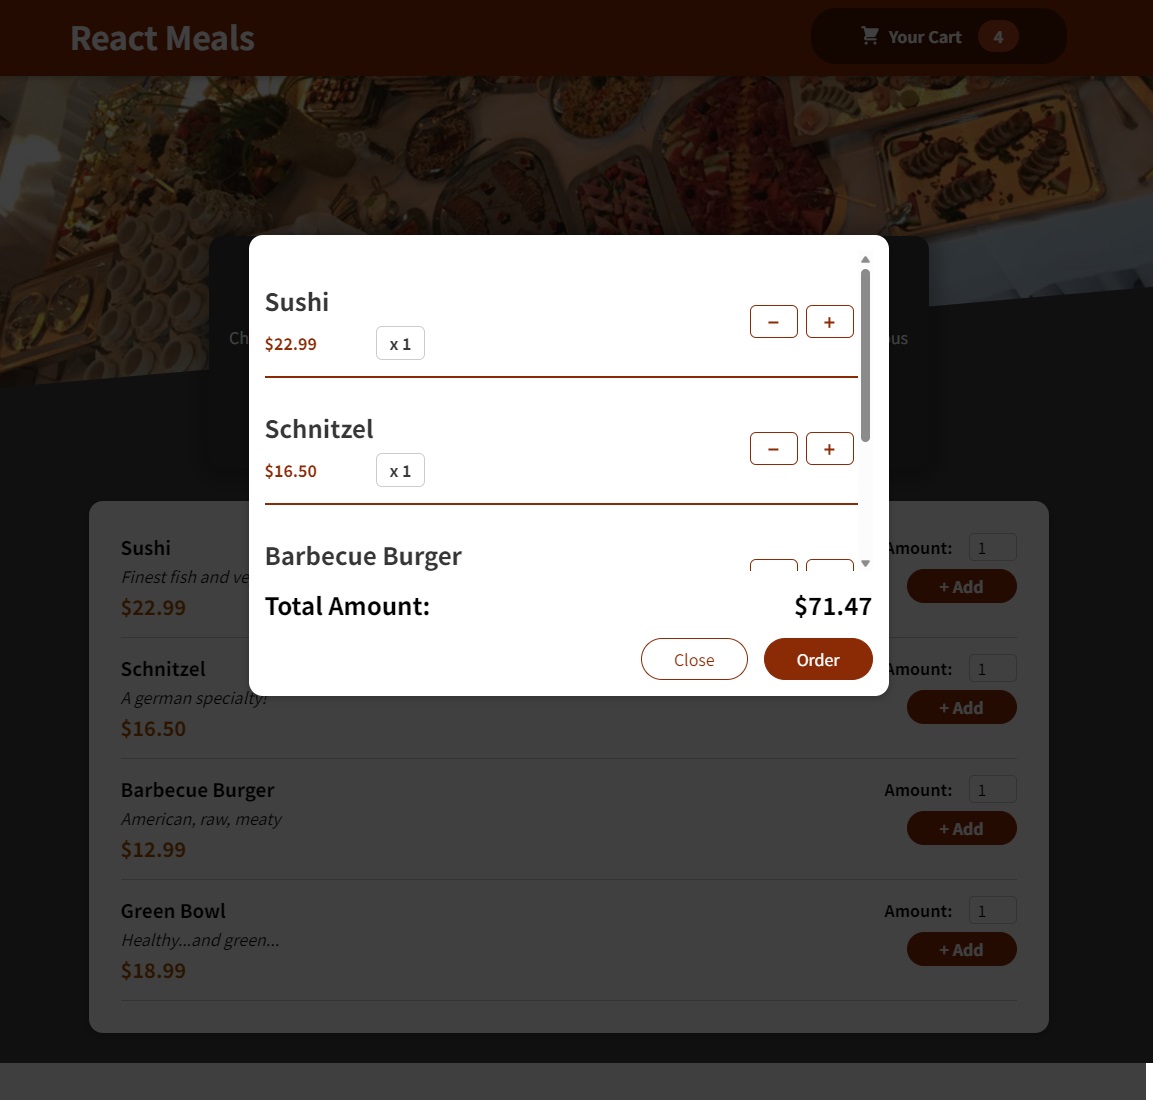 React Meals
Your Cart 4
Sushi
$22.99 x 1
− +
Schnitzel
$16.50 x 1
− +
Barbecue Burger
Total Amount: $71.47
Close Order
Sushi
Finest fish and ve
$22.99
Amount: 1
+ Add
Schnitzel
A german specialty!
$16.50
Amount: 1
+ Add
Barbecue Burger
American, raw, meaty
$12.99
Amount: 1
+ Add
Green Bowl
Healthy...and green...
$18.99
Amount: 1
+ Add